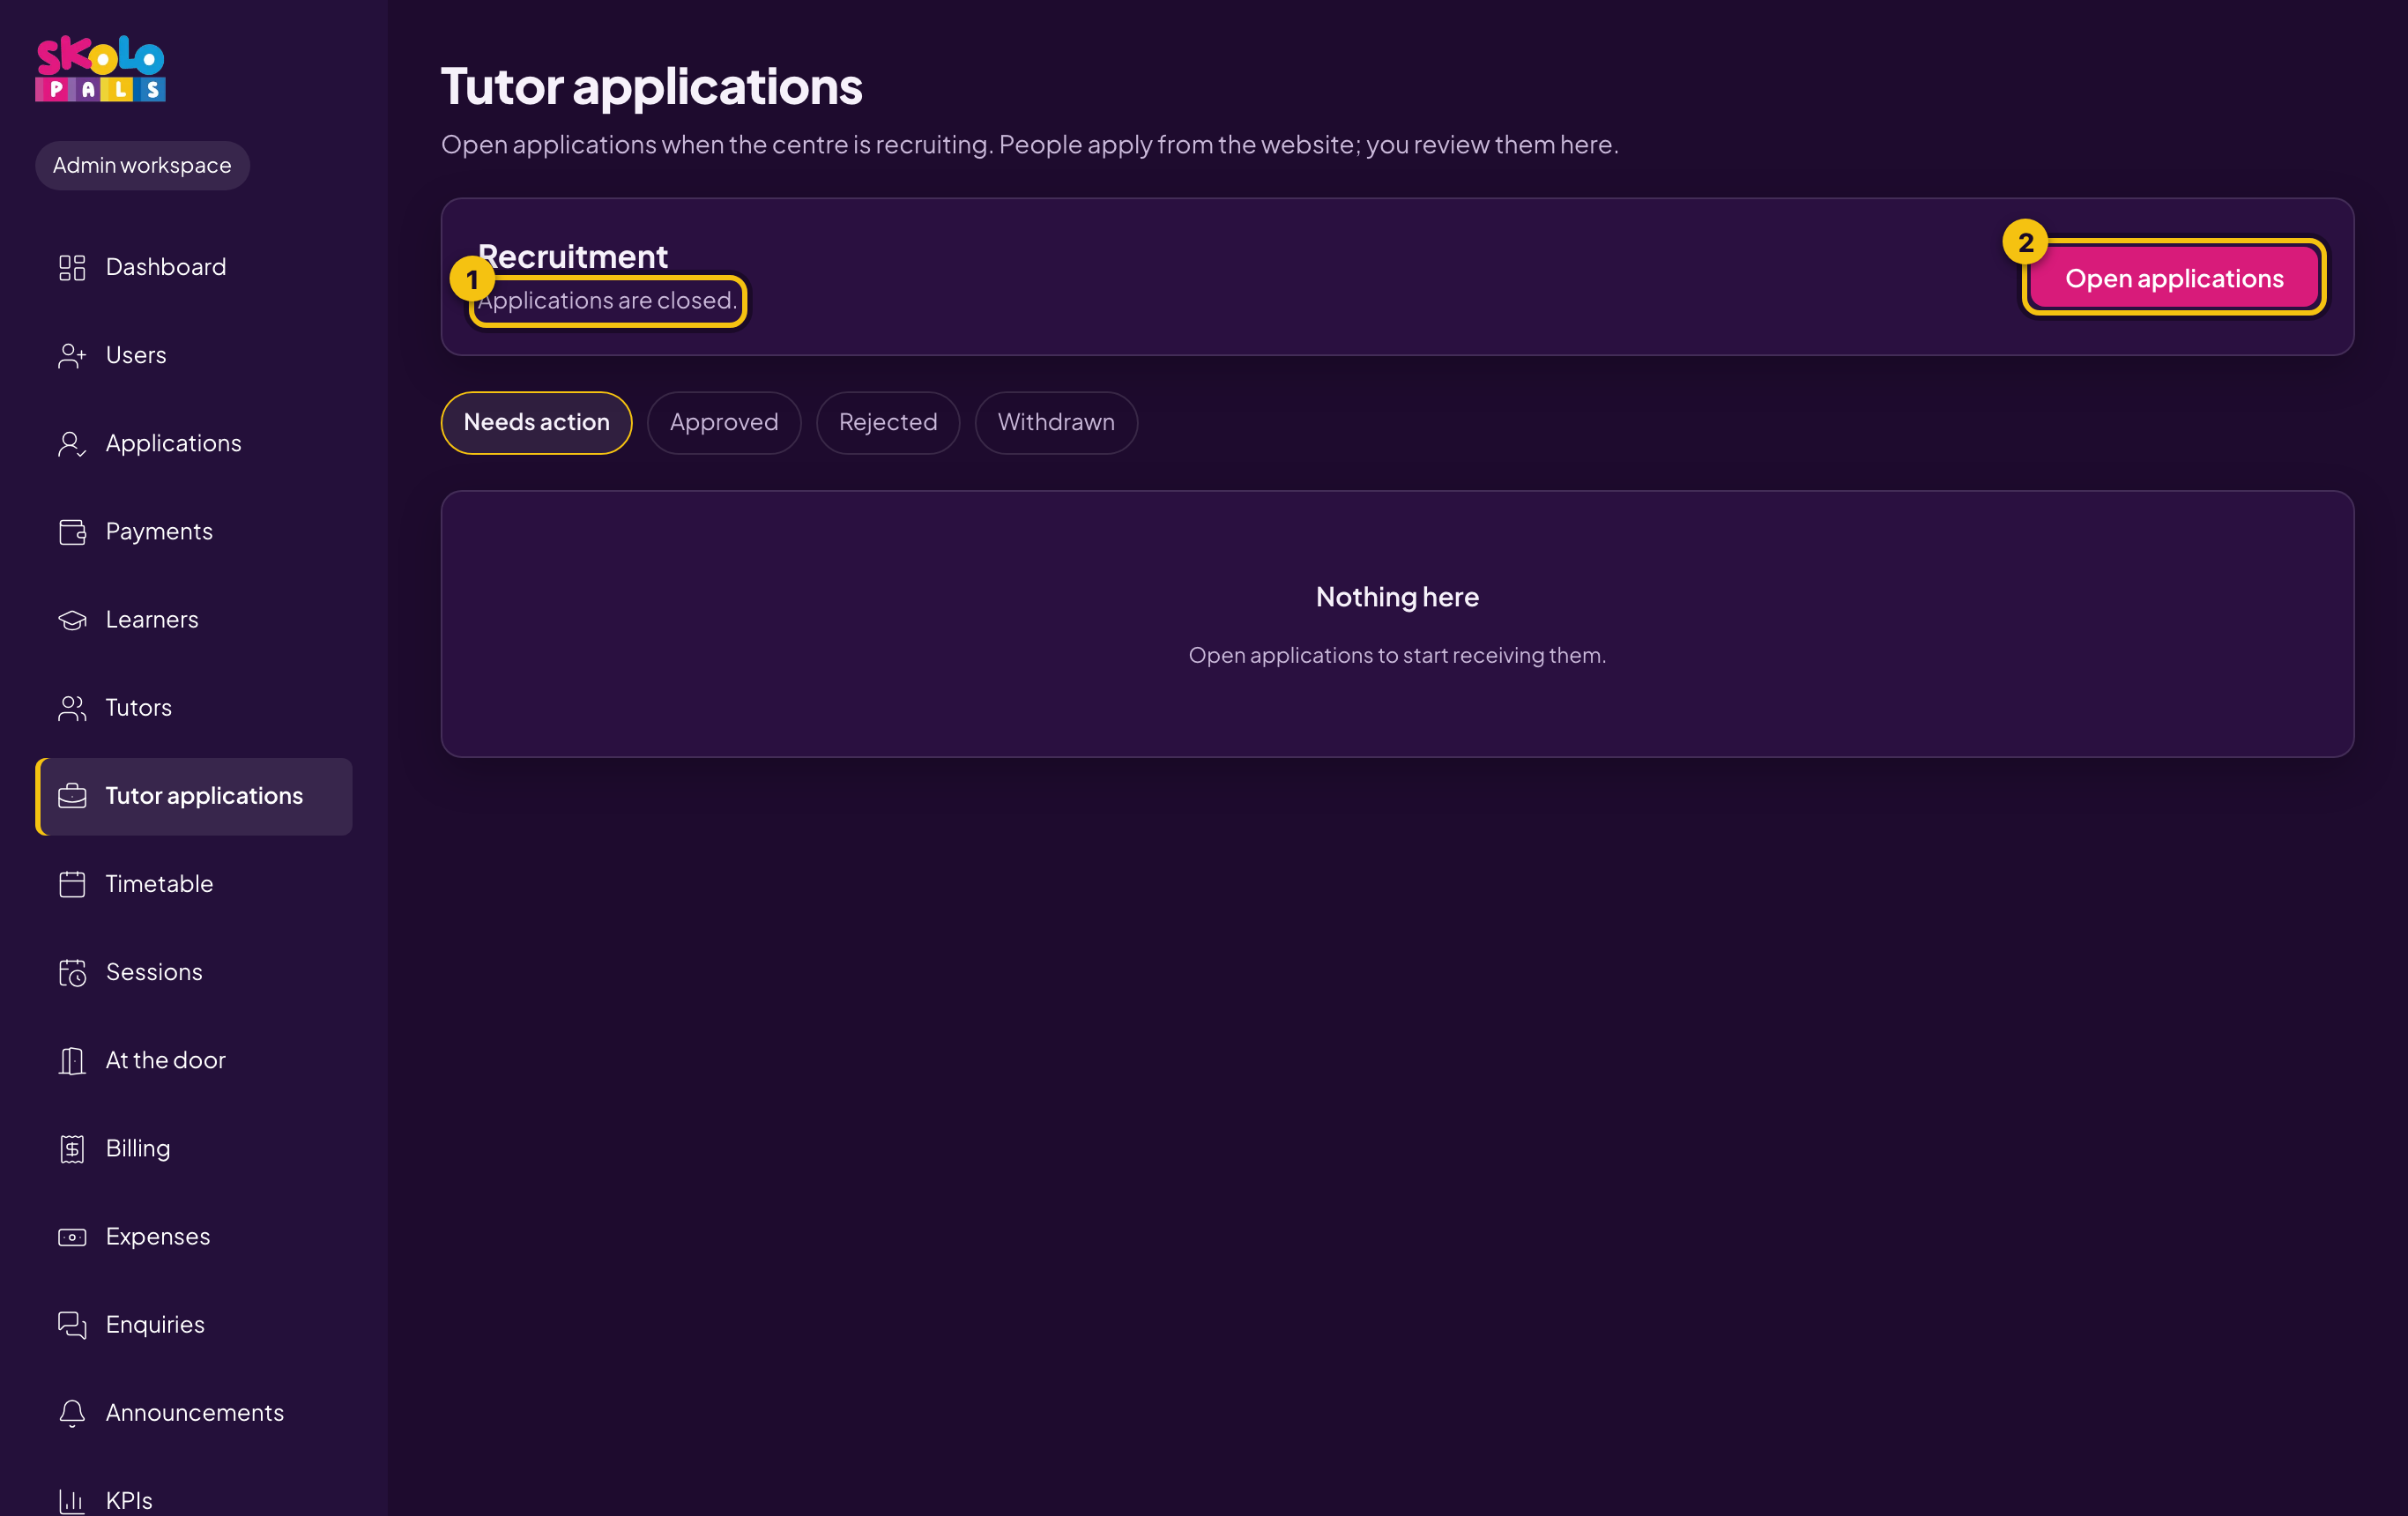 SKOLO
PALS
Admin workspace
Dashboard
Users
Applications
Payments
Learners
Tutors
Tutor applications
Timetable
Sessions
At the door
Billing
Expenses
Enquiries
Announcements
KPIs
Tutor applications
Open applications when the centre is recruiting. People apply from the website; you review them here.
Recruitment
1
Applications are closed.
2
Open applications
Needs action
Approved
Rejected
Withdrawn
Nothing here
Open applications to start receiving them.